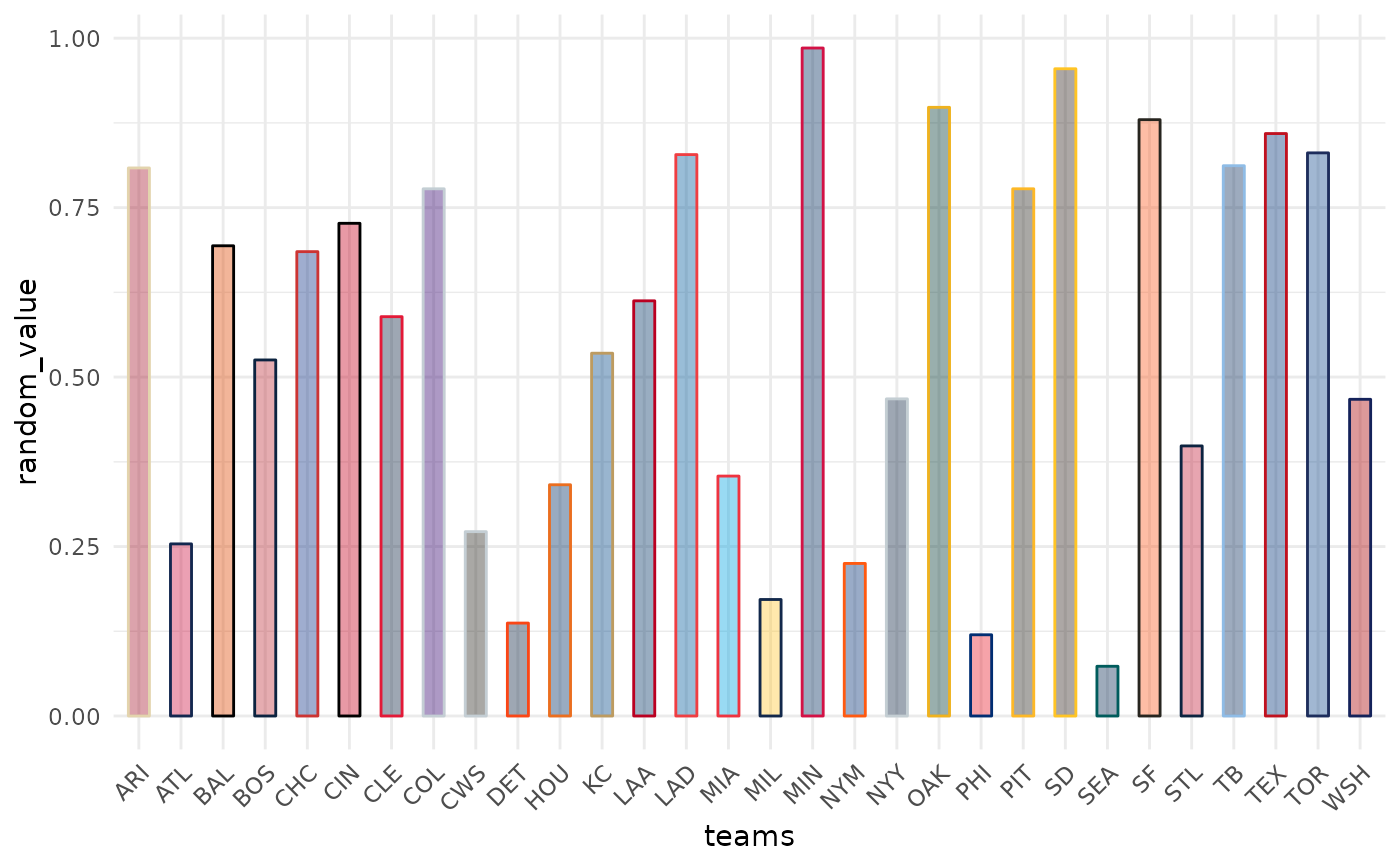 random_value
1.00
0.75
0.50
0.25
0.00
ARI ATL BAL BOS CHC CIN CLE COL CWS DET HOU KC LAA LAD MIA MIL MIN NYM NYY OAK PHI PIT SD SEA SF STL TB TEX TOR WSH
teams